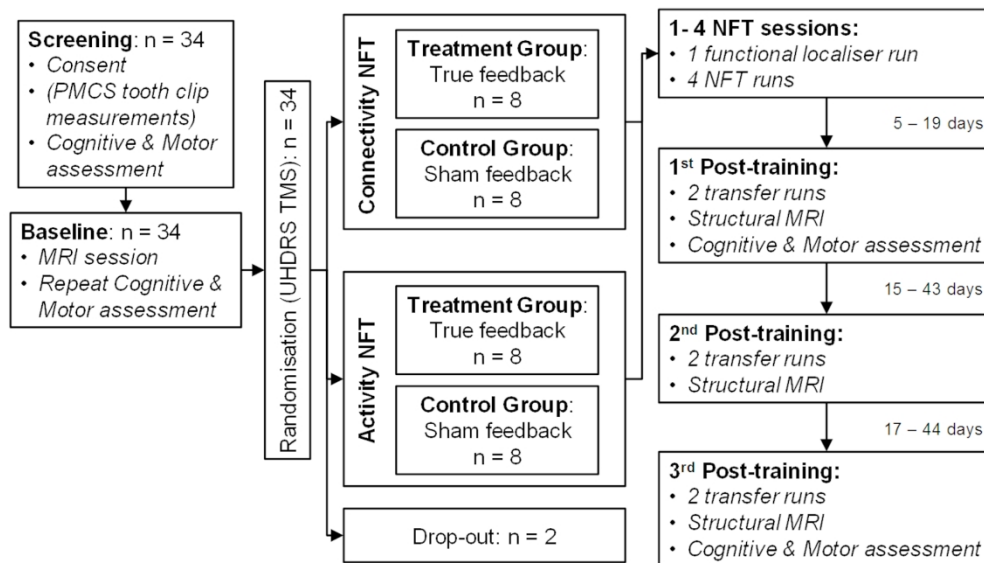 Screening: n = 34
• Consent
• (PMCS tooth clip
measurements)
• Cognitive & Motor
assessment
Baseline: n = 34
• MRI session
• Repeat Cognitive &
Motor assessment
Randomisation (UHDRS TMS): n = 34
Connectivity NFT
Treatment Group:
True feedback
n = 8
Control Group:
Sham feedback
n = 8
Activity NFT
Treatment Group:
True feedback
n = 8
Control Group:
Sham feedback
n = 8
Drop-out: n = 2
1- 4 NFT sessions:
• 1 functional localiser run
• 4 NFT runs
5 – 19 days
1st Post-training:
• 2 transfer runs
• Structural MRI
• Cognitive & Motor assessment
15 – 43 days
2nd Post-training:
• 2 transfer runs
• Structural MRI
17 – 44 days
3rd Post-training:
• 2 transfer runs
• Structural MRI
• Cognitive & Motor assessment